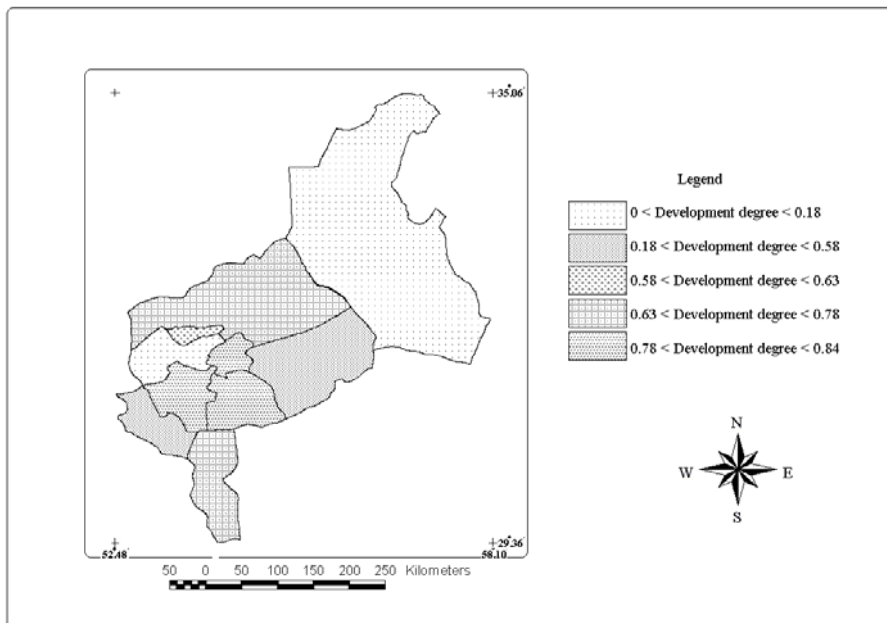 35.06
Legend
0 < Development degree < 0.18
0.18 < Development degree < 0.58
0.58 < Development degree < 0.63
0.63 < Development degree < 0.78
0.78 < Development degree < 0.84
N
W E
S
29.36
52.48 58.10
50 0 50 100 150 200 250 Kilometers